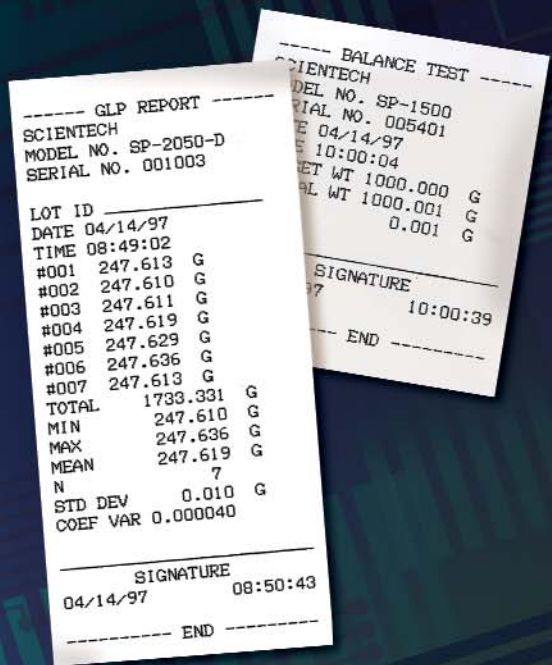 ------ GLP REPORT ------
SCIENTECH
MODEL NO. SP-2050-D
SERIAL NO. 001003
LOT ID
DATE 04/14/97
TIME 08:49:02
#001 247.613 G
#002 247.610 G
#003 247.611 G
#004 247.619 G
#005 247.629 G
#006 247.636 G
#007 247.613 G
TOTAL 1733.331 G
MIN 247.610 G
MAX 247.636 G
MEAN 247.619 G
N 7
STD DEV 0.010 G
COEF VAR 0.000040
SIGNATURE
04/14/97 08:50:43
---------- END ---------
----- BALANCE TEST -----
CIENTECH
DEL NO. SP-1500
RIAL NO. 005401
E 04/14/97
E 10:00:04
GET WT 1000.000 G
AL WT 1000.001 G
0.001 G
SIGNATURE
97 10:00:39
--- END ---------